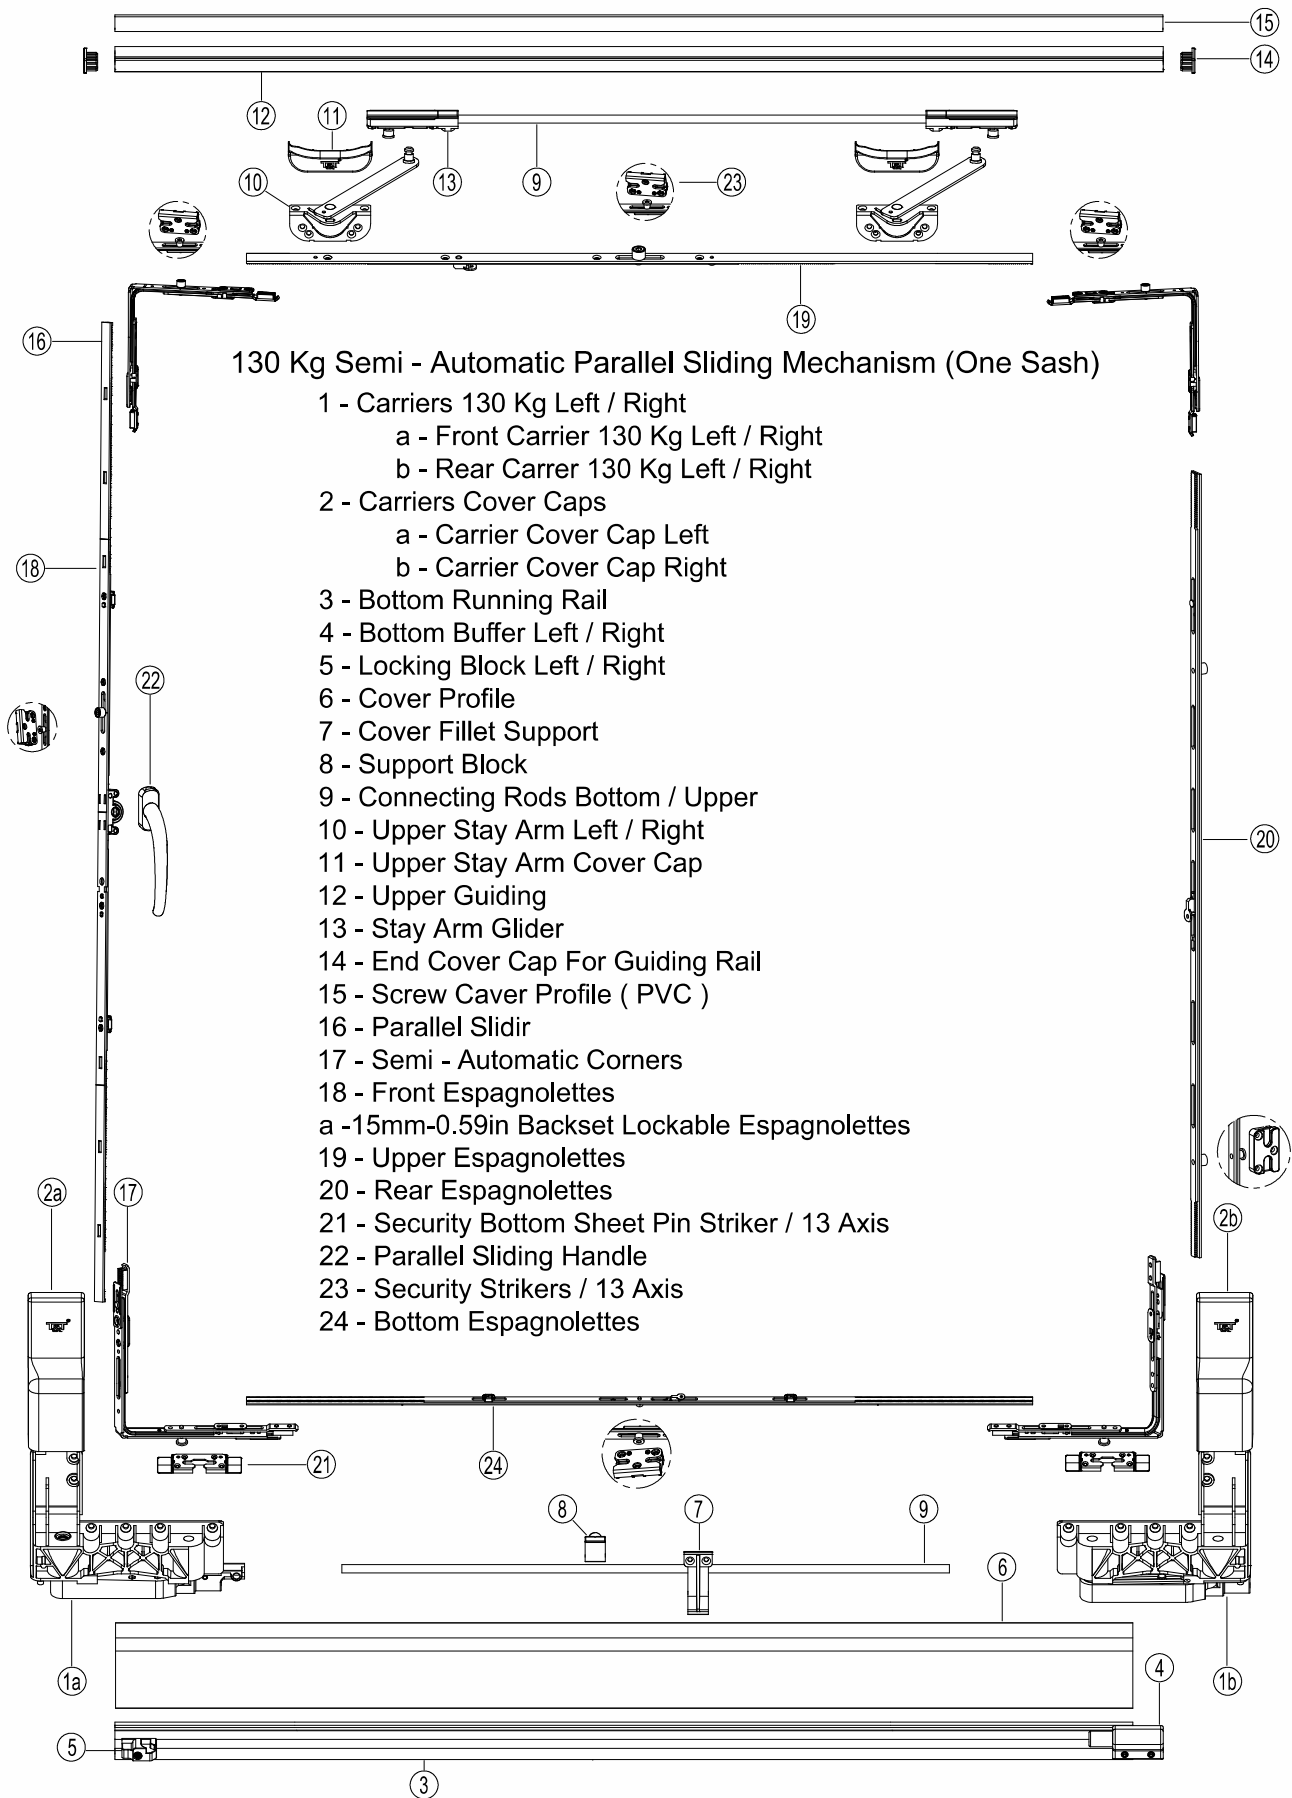 15
14
12
11
13
9
10
23
19
16
130 Kg Semi - Automatic Parallel Sliding Mechanism (One Sash)
1 - Carriers 130 Kg Left / Right
a - Front Carrier 130 Kg Left / Right
b - Rear Carrer 130 Kg Left / Right
2 - Carriers Cover Caps
a - Carrier Cover Cap Left
b - Carrier Cover Cap Right
18
3 - Bottom Running Rail
4 - Bottom Buffer Left / Right
5 - Locking Block Left / Right
22
6 - Cover Profile
7 - Cover Fillet Support
8 - Support Block
9 - Connecting Rods Bottom / Upper
10 - Upper Stay Arm Left / Right
20
11 - Upper Stay Arm Cover Cap
12 - Upper Guiding
13 - Stay Arm Glider
14 - End Cover Cap For Guiding Rail
15 - Screw Caver Profile ( PVC )
16 - Parallel Slidir
17 - Semi - Automatic Corners
18 - Front Espagnolettes
a -15mm-0.59in Backset Lockable Espagnolettes
19 - Upper Espagnolettes
20 - Rear Espagnolettes
2a
17
21 - Security Bottom Sheet Pin Striker / 13 Axis
2b
22 - Parallel Sliding Handle
23 - Security Strikers / 13 Axis
24 - Bottom Espagnolettes
21
24
8
7
9
6
1a
4
1b
5
3